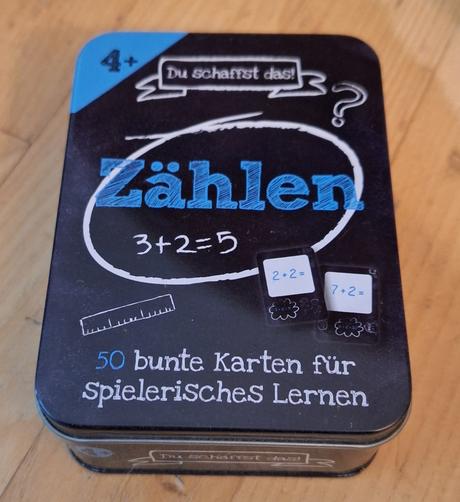 4+
Du schaffst das!
?
Zählen
3+2=5
2+2=
7+2=
50 bunte Karten für
spielerisches Lernen
Du schaffst das!